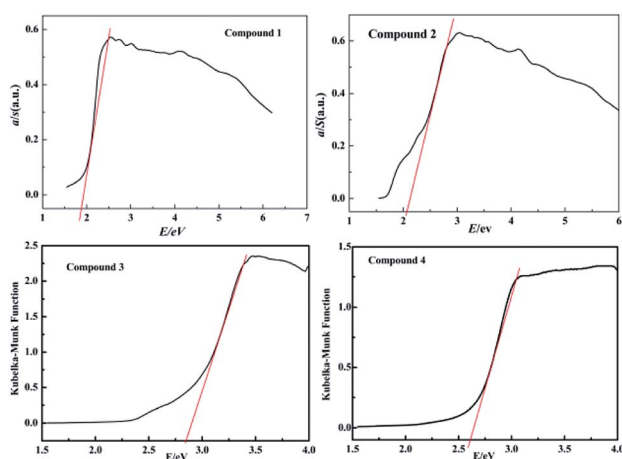 Compound 1
a/s(a.u.)
0.6
0.4
0.2
0.0
1 2 3 4 5 6 7
E/eV
Compound 2
a/S(a.u.)
0.6
0.4
0.2
0.0
1 2 3 4 5 6
E/ev
Compound 3
Kubelka-Munk Function
2.5
2.0
1.5
1.0
0.5
0.0
1.5 2.0 2.5 3.0 3.5 4.0
E/eV
Compound 4
Kubelka-Munk Function
1.5
1.0
0.5
0.0
1.5 2.0 2.5 3.0 3.5 4.0
E/eV